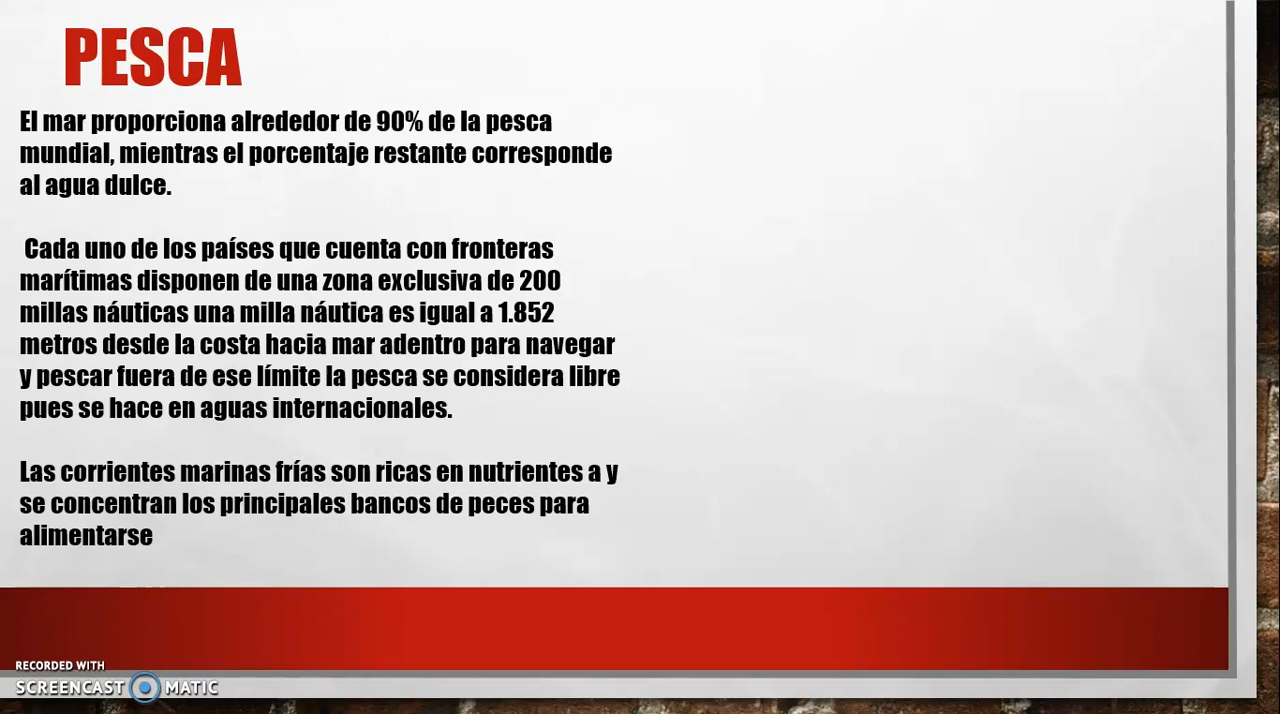 PESCA
El mar proporciona alrededor de 90% de la pesca
mundial, mientras el porcentaje restante corresponde
al agua dulce.
Cada uno de los países que cuenta con fronteras
marítimas disponen de una zona exclusiva de 200
millas náuticas una milla náutica es igual a 1.852
metros desde la costa hacia mar adentro para navegar
y pescar fuera de ese límite la pesca se considera libre
pues se hace en aguas internacionales.
Las corrientes marinas frías son ricas en nutrientes a y
se concentran los principales bancos de peces para
alimentarse
RECORDED WITH
SCREENCAST MATIC